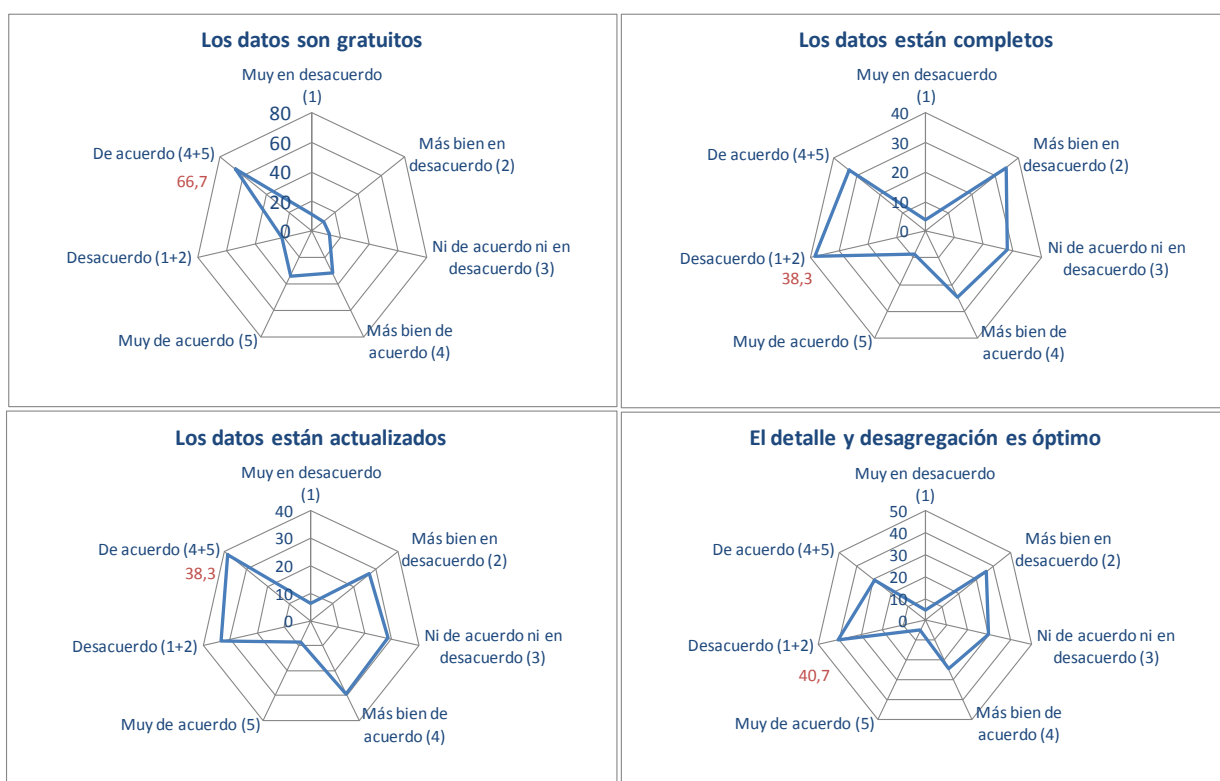 Los datos son gratuitos
Muy en desacuerdo
(1)
80
60
40
20
0
Más bien en
desacuerdo (2)
Ni de acuerdo ni en
desacuerdo (3)
Más bien de
acuerdo (4)
Muy de acuerdo (5)
Desacuerdo (1+2)
De acuerdo (4+5)
66,7
Los datos están completos
Muy en desacuerdo
(1)
40
30
20
10
0
Más bien en
desacuerdo (2)
Ni de acuerdo ni en
desacuerdo (3)
Más bien de
acuerdo (4)
Muy de acuerdo (5)
Desacuerdo (1+2)
38,3
De acuerdo (4+5)
Los datos están actualizados
Muy en desacuerdo
(1)
40
30
20
10
0
Más bien en
desacuerdo (2)
Ni de acuerdo ni en
desacuerdo (3)
Más bien de
acuerdo (4)
Muy de acuerdo (5)
Desacuerdo (1+2)
De acuerdo (4+5)
38,3
El detalle y desagregación es óptimo
Muy en desacuerdo
(1)
50
40
30
20
10
0
Más bien en
desacuerdo (2)
Ni de acuerdo ni en
desacuerdo (3)
Más bien de
acuerdo (4)
Muy de acuerdo (5)
Desacuerdo (1+2)
40,7
De acuerdo (4+5)